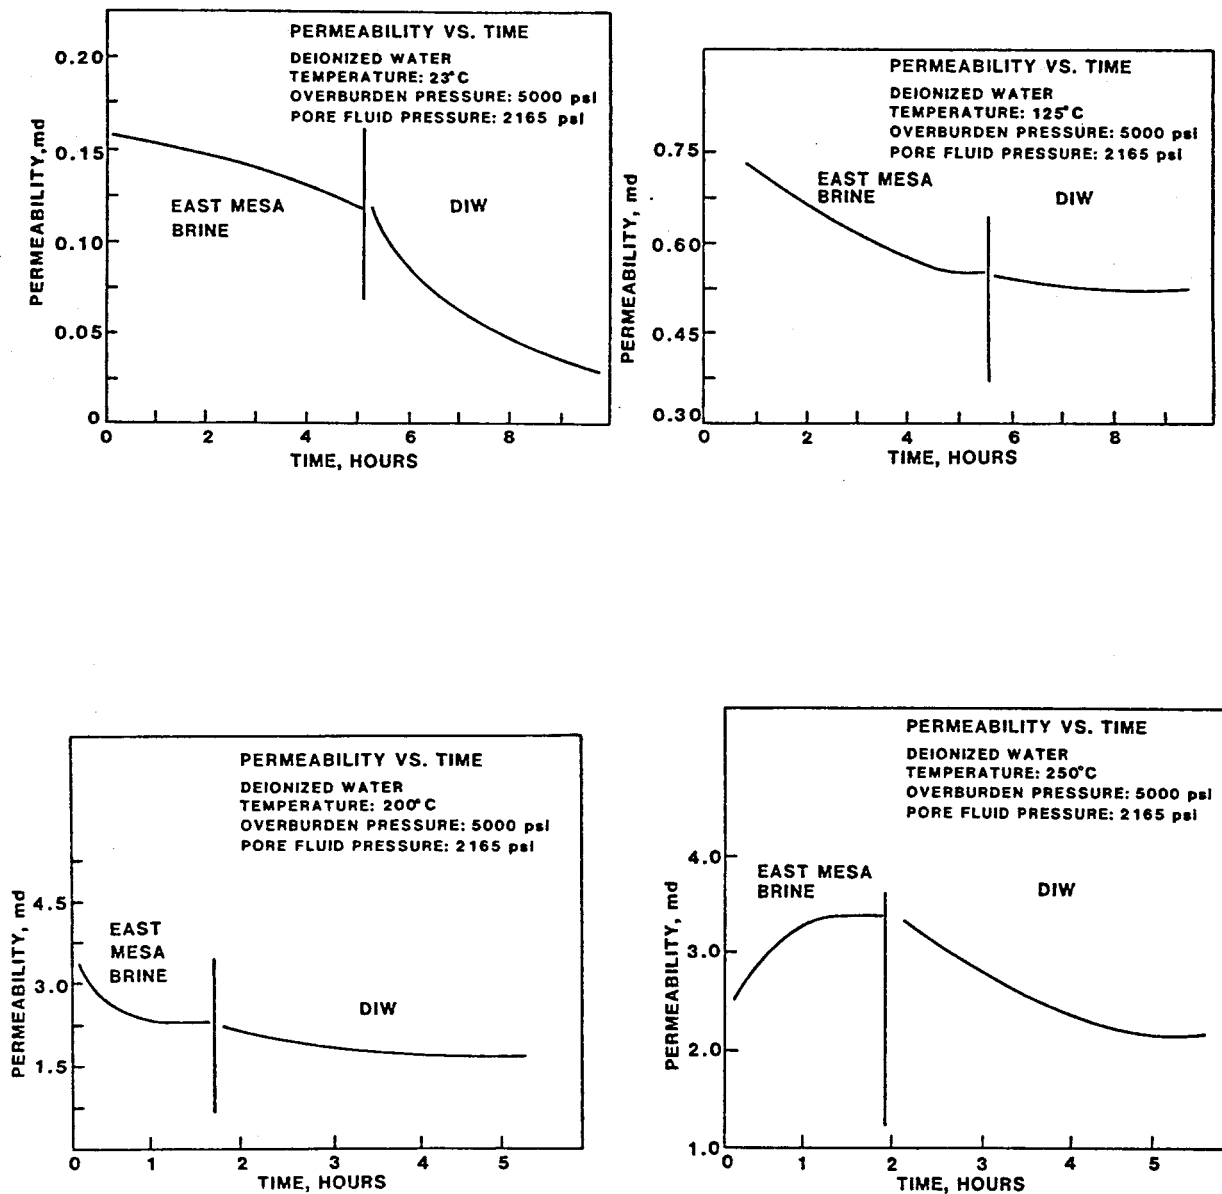 PERMEABILITY VS. TIME
DEIONIZED WATER
TEMPERATURE: 23°C
OVERBURDEN PRESSURE: 5000 psi
PORE FLUID PRESSURE: 2165 psi
PERMEABILITY, md
0.20
0.15
0.10
0.05
0
EAST MESA
BRINE
DIW
0 2 4 6 8
TIME, HOURS
PERMEABILITY VS. TIME
DEIONIZED WATER
TEMPERATURE: 125°C
OVERBURDEN PRESSURE: 5000 psi
PORE FLUID PRESSURE: 2165 psi
PERMEABILITY, md
0.75
0.60
0.45
0.30
EAST MESA
BRINE
DIW
0 2 4 6 8
TIME, HOURS
PERMEABILITY VS. TIME
DEIONIZED WATER
TEMPERATURE: 200°C
OVERBURDEN PRESSURE: 5000 psi
PORE FLUID PRESSURE: 2165 psi
PERMEABILITY, md
4.5
3.0
1.5
EAST
MESA
BRINE
DIW
0 1 2 3 4 5
TIME, HOURS
PERMEABILITY VS. TIME
DEIONIZED WATER
TEMPERATURE: 250°C
OVERBURDEN PRESSURE: 5000 psi
PORE FLUID PRESSURE: 2165 psi
PERMEABILITY, md
4.0
3.0
2.0
1.0
EAST MESA
BRINE
DIW
0 1 2 3 4 5
TIME, HOURS